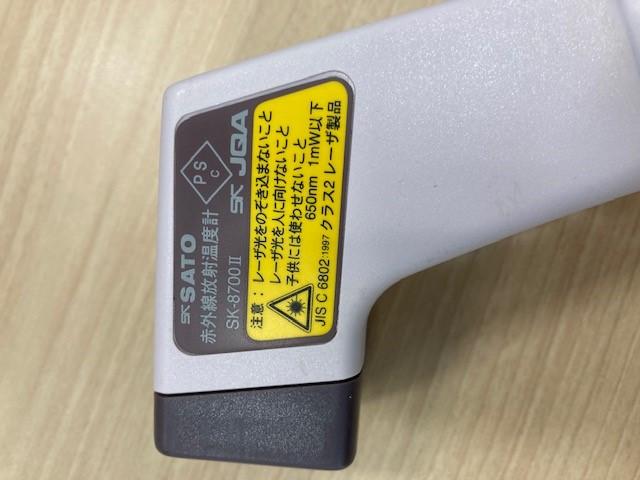 SK SATO
赤外線放射温度計
SK-8700Ⅱ
PS
C
SK JQA
注意：レーザ光をのぞき込まないこと
レーザ光を人に向けないこと
子供には使わせないこと
650nm 1mW以下
JIS C 6802:1997 クラス2 レーザ製品